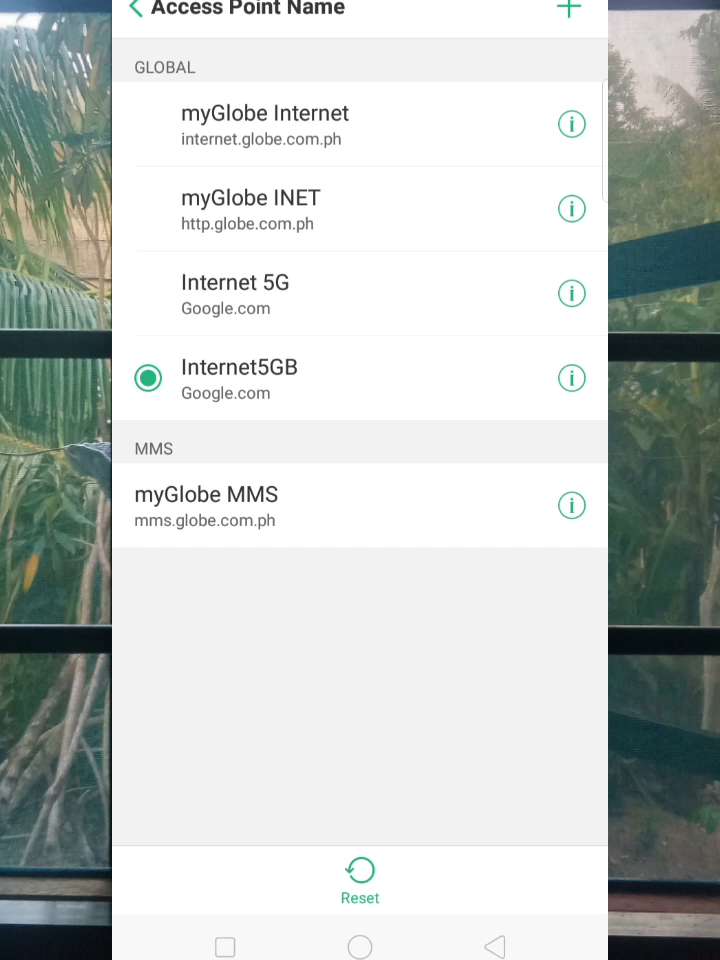 Access Point Name
GLOBAL
myGlobe Internet
internet.globe.com.ph
myGlobe INET
http.globe.com.ph
Internet 5G
Google.com
Internet5GB
Google.com
MMS
myGlobe MMS
mms.globe.com.ph
Reset